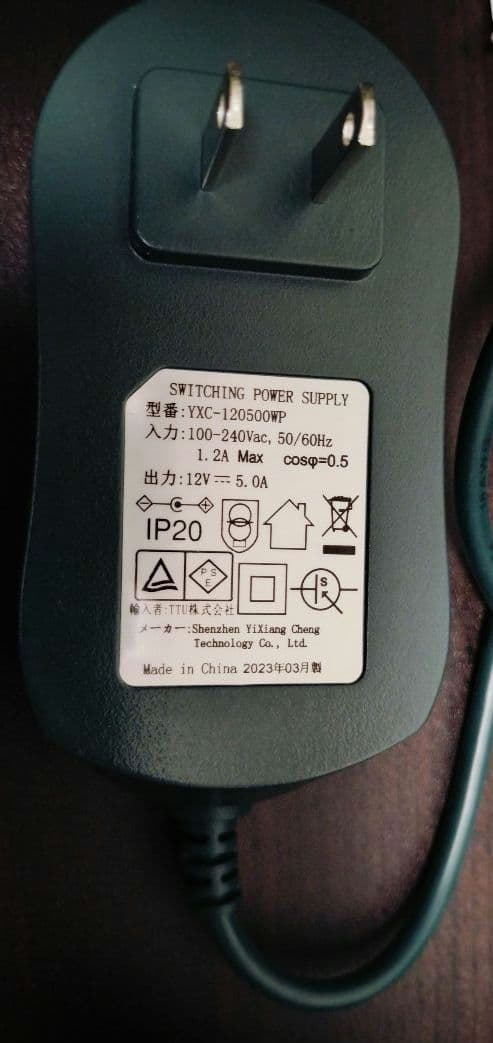 SWITCHING POWER SUPPLY
型番:YXC-120500WP
入力:100-240Vac, 50/60Hz
1.2A Max cosφ=0.5
出力:12V⎓5.0A
IP20
P S E
S
輸入者:TTU株式会社
メーカー:Shenzhen YiXiang Cheng
Technology Co., Ltd.
Made in China 2023年03月製